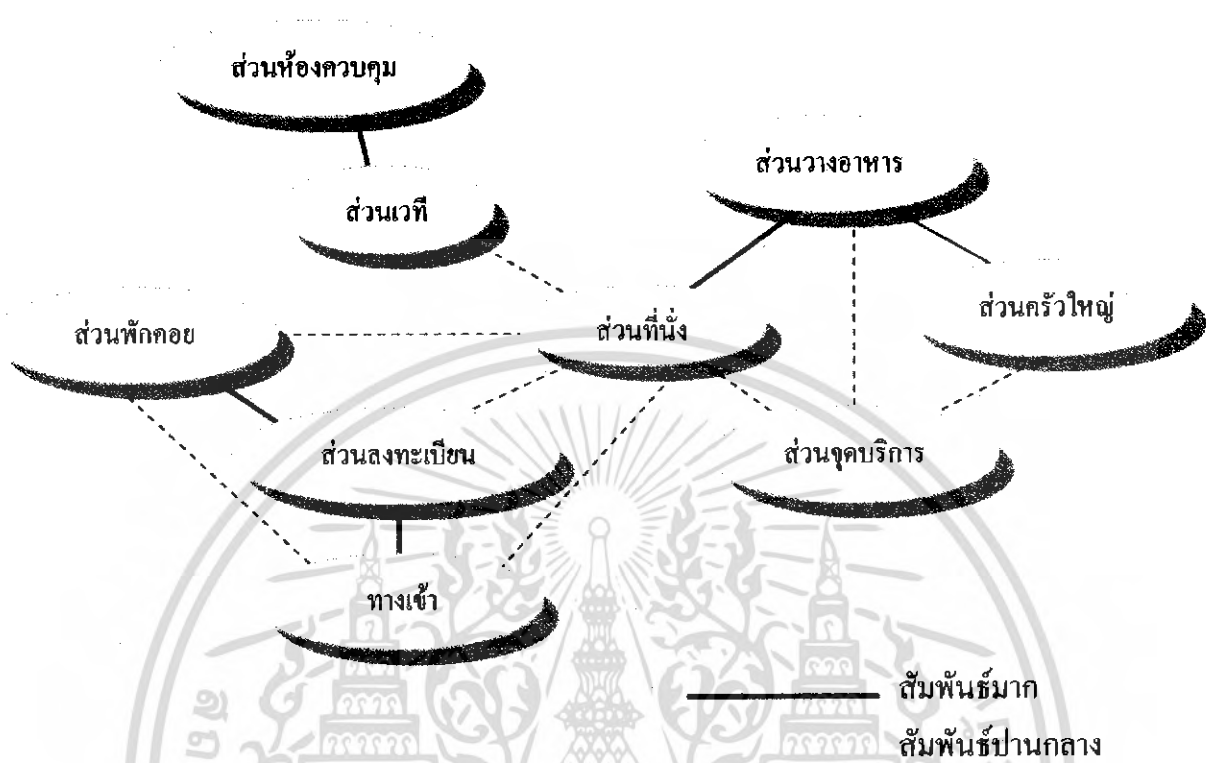 ส่วนห้องควบคุม
ส่วนวางอาหาร
ส่วนเวที
ส่วนครัวใหญ่
ส่วนพักคอย
ส่วนที่นั่ง
ส่วนลงทะเบียน
ส่วนจุดบริการ
ทางเข้า
สัมพันธ์มาก
สัมพันธ์ปานกลาง